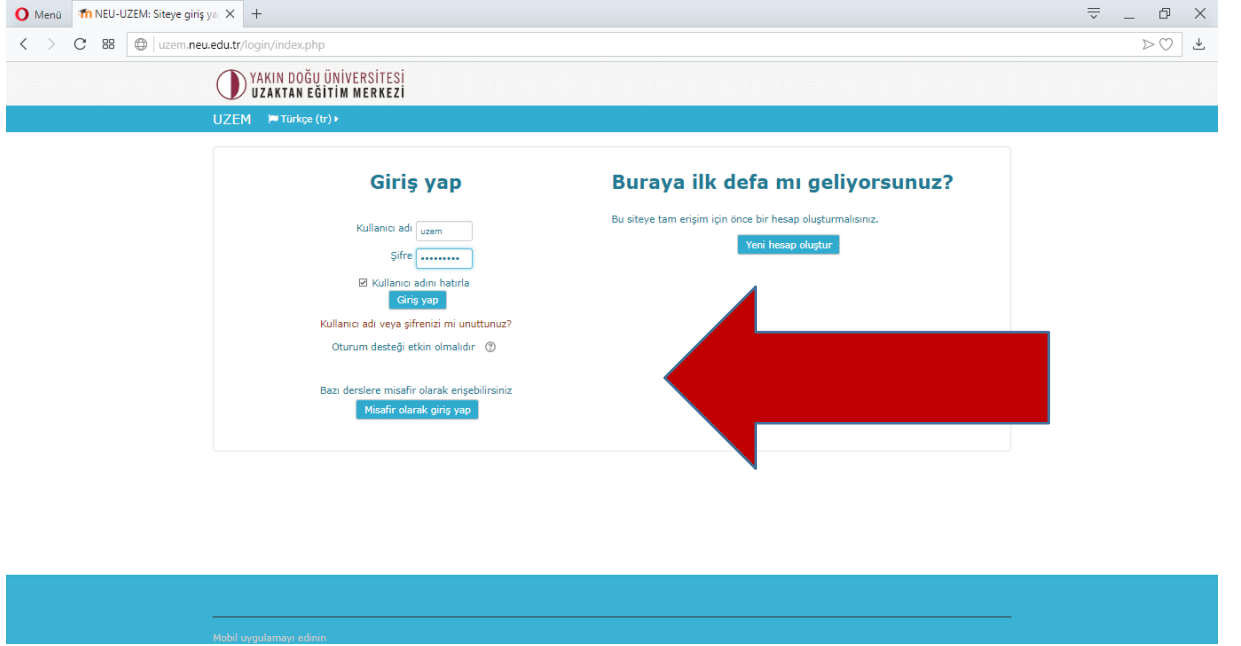 Menü
NEU-UZEM: Siteye giriş ya
uzem.neu.edu.tr/login/index.php
YAKIN DOĞU ÜNİVERSİTESİ
UZAKTAN EĞİTİM MERKEZİ
UZEM Türkçe (tr)
Giriş yap
Kullanıcı adı uzem
Şifre •••••••••
Kullanıcı adını hatırla
Giriş yap
Kullanıcı adı veya şifrenizi mi unuttunuz?
Oturum desteği etkin olmalıdır
Bazı derslere misafir olarak erişebilirsiniz
Misafir olarak giriş yap
Buraya ilk defa mı geliyorsunuz?
Bu siteye tam erişim için önce bir hesap oluşturmalısınız.
Yeni hesap oluştur
Mobil uygulamayı edinin